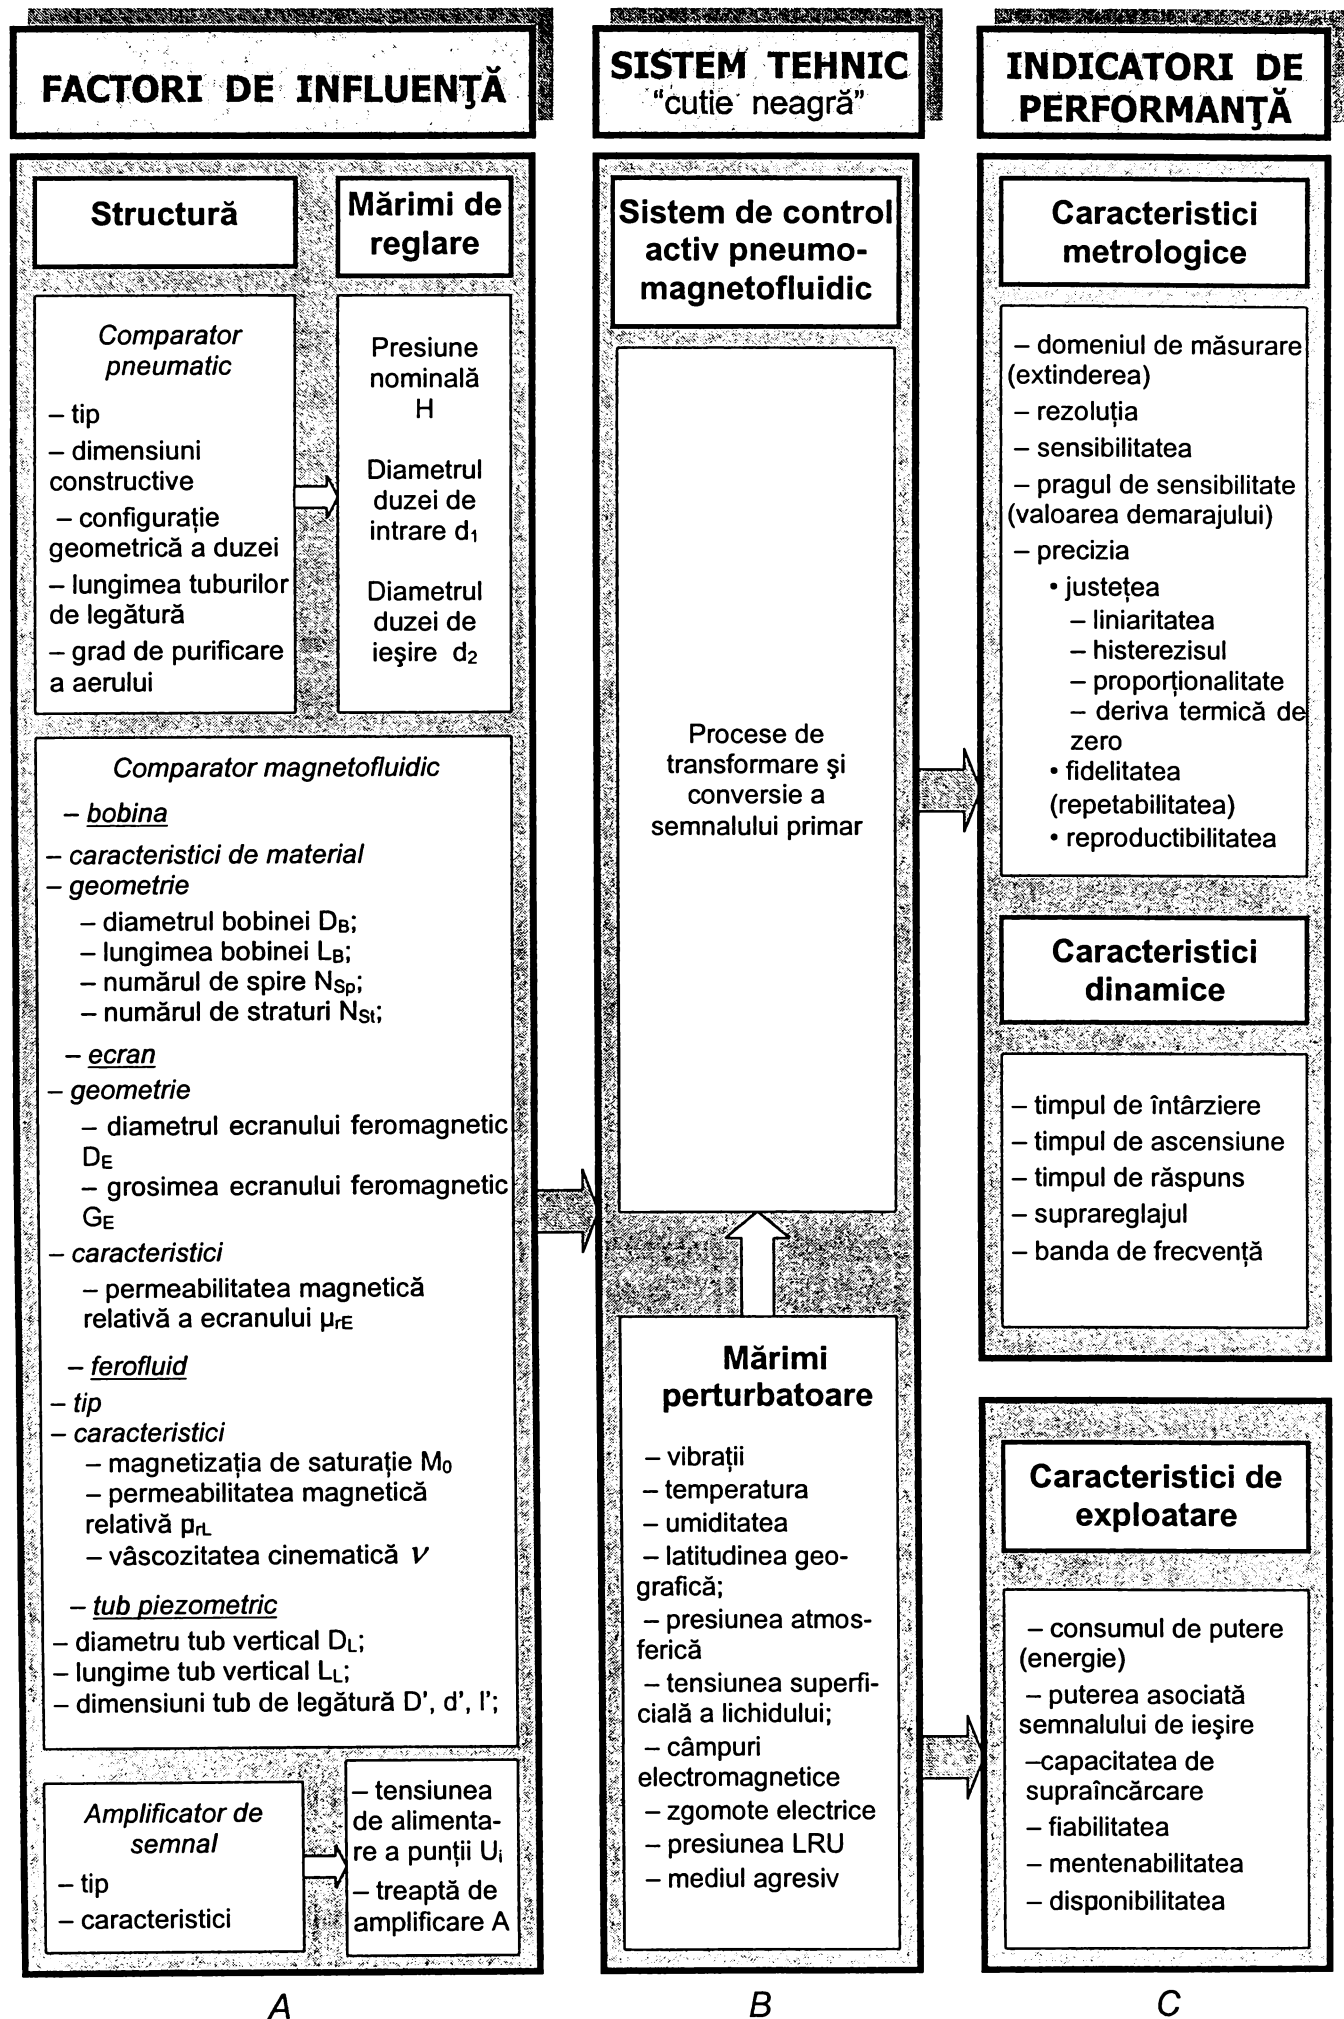 FACTORI DE INFLUENŢĂ
Structură
Mărimi de
reglare
Comparator
pneumatic
– tip
– dimensiuni
constructive
– configuraţie
geometrică a duzei
– lungimea tuburilor
de legătură
– grad de purificare
a aerului
Presiune
nominală
H
Diametrul
duzei de
intrare d₁
Diametrul
duzei de
ieşire d₂
Comparator magnetofluidic
– bobina
– caracteristici de material
– geometrie
– diametrul bobinei D_B;
– lungimea bobinei L_B;
– numărul de spire N_Sp;
– numărul de straturi N_St;
– ecran
– geometrie
– diametrul ecranului feromagnetic
D_E
– grosimea ecranului feromagnetic
G_E
– caracteristici
– permeabilitatea magnetică
relativă a ecranului μ_rE
– ferofluid
– tip
– caracteristici
– magnetizaţia de saturaţie M₀
– permeabilitatea magnetică
relativă p_rL
– vâscozitatea cinematică ν
– tub piezometric
– diametru tub vertical D_L;
– lungime tub vertical L_L;
– dimensiuni tub de legătură D', d', l';
Amplificator de
semnal
– tip
– caracteristici
– tensiunea
de alimenta-
re a punţii U_i
– treaptă de
amplificare A
A
SISTEM TEHNIC
“cutie neagră”
Sistem de control
activ pneumo-
magnetofluidic
Procese de
transformare şi
conversie a
semnalului primar
Mărimi
perturbatoare
– vibraţii
– temperatura
– umiditatea
– latitudinea geo-
grafică;
– presiunea atmos-
ferică
– tensiunea superfi-
cială a lichidului;
– câmpuri
electromagnetice
– zgomote electrice
– presiunea LRU
– mediul agresiv
B
INDICATORI DE
PERFORMANŢĂ
Caracteristici
metrologice
– domeniul de măsurare
(extinderea)
– rezoluţia
– sensibilitatea
– pragul de sensibilitate
(valoarea demarajului)
– precizia
• justeţea
– liniaritatea
– histerezisul
– proporţionalitate
– deriva termică de
zero
• fidelitatea
(repetabilitatea)
• reproductibilitatea
Caracteristici
dinamice
– timpul de întârziere
– timpul de ascensiune
– timpul de răspuns
– suprareglajul
– banda de frecvenţă
Caracteristici de
exploatare
– consumul de putere
(energie)
– puterea asociată
semnalului de ieşire
–capacitatea de
supraîncărcare
– fiabilitatea
– mentenabilitatea
– disponibilitatea
C